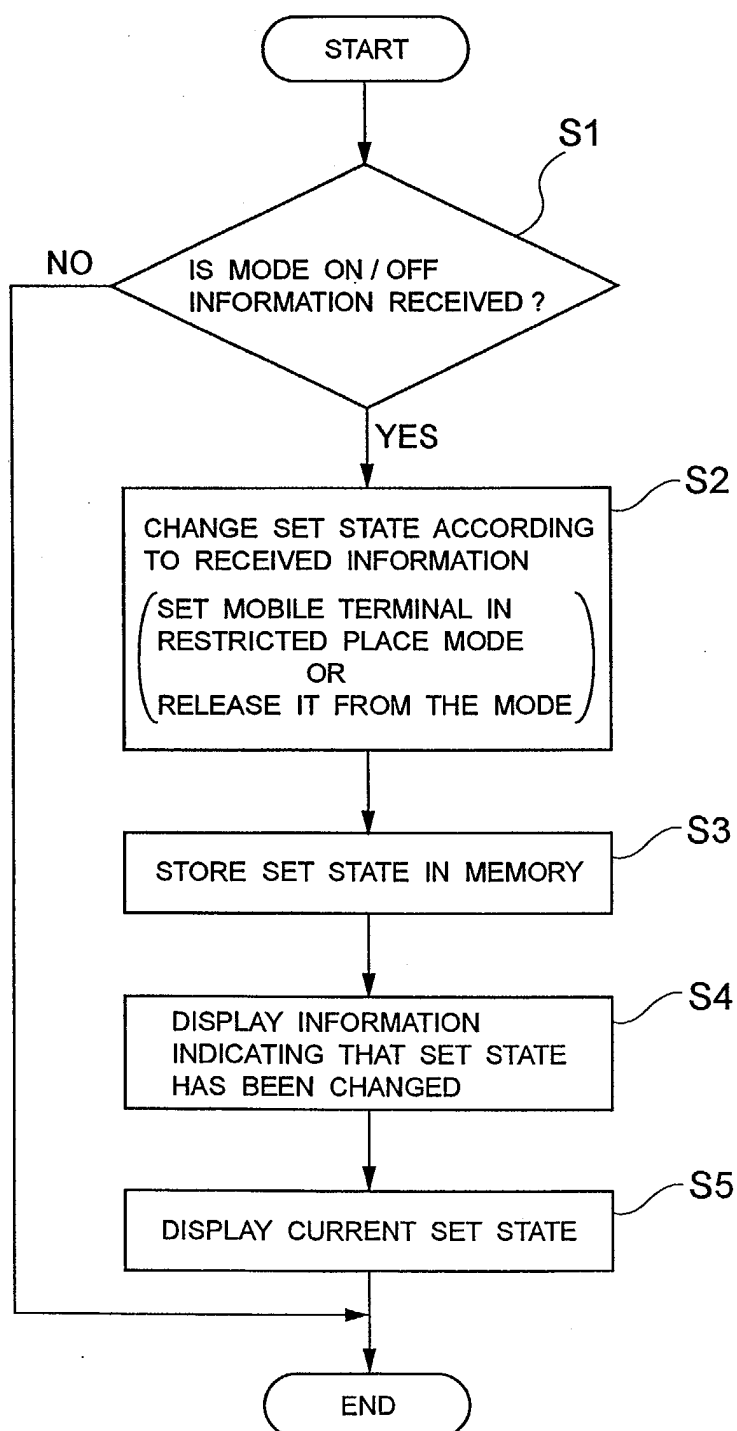 START
S1
IS MODE ON / OFF
INFORMATION RECEIVED ?
NO
YES
S2
CHANGE SET STATE ACCORDING
TO RECEIVED INFORMATION
SET MOBILE TERMINAL IN
RESTRICTED PLACE MODE
OR
RELEASE IT FROM THE MODE
S3
STORE SET STATE IN MEMORY
S4
DISPLAY INFORMATION
INDICATING THAT SET STATE
HAS BEEN CHANGED
S5
DISPLAY CURRENT SET STATE
END